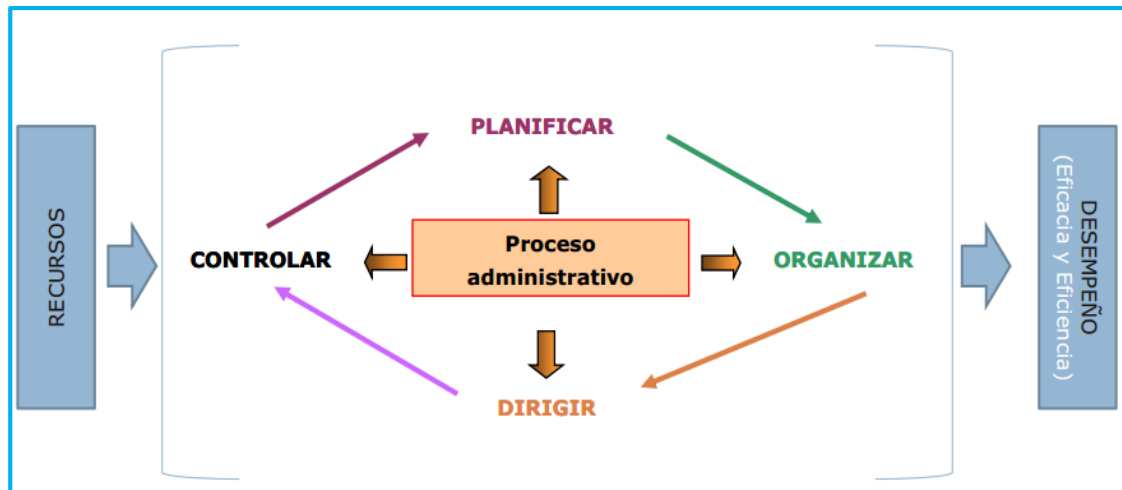 RECURSOS
PLANIFICAR
CONTROLAR
Proceso
administrativo
ORGANIZAR
DIRIGIR
DESEMPEÑO
(Eficacia y Eficiencia)